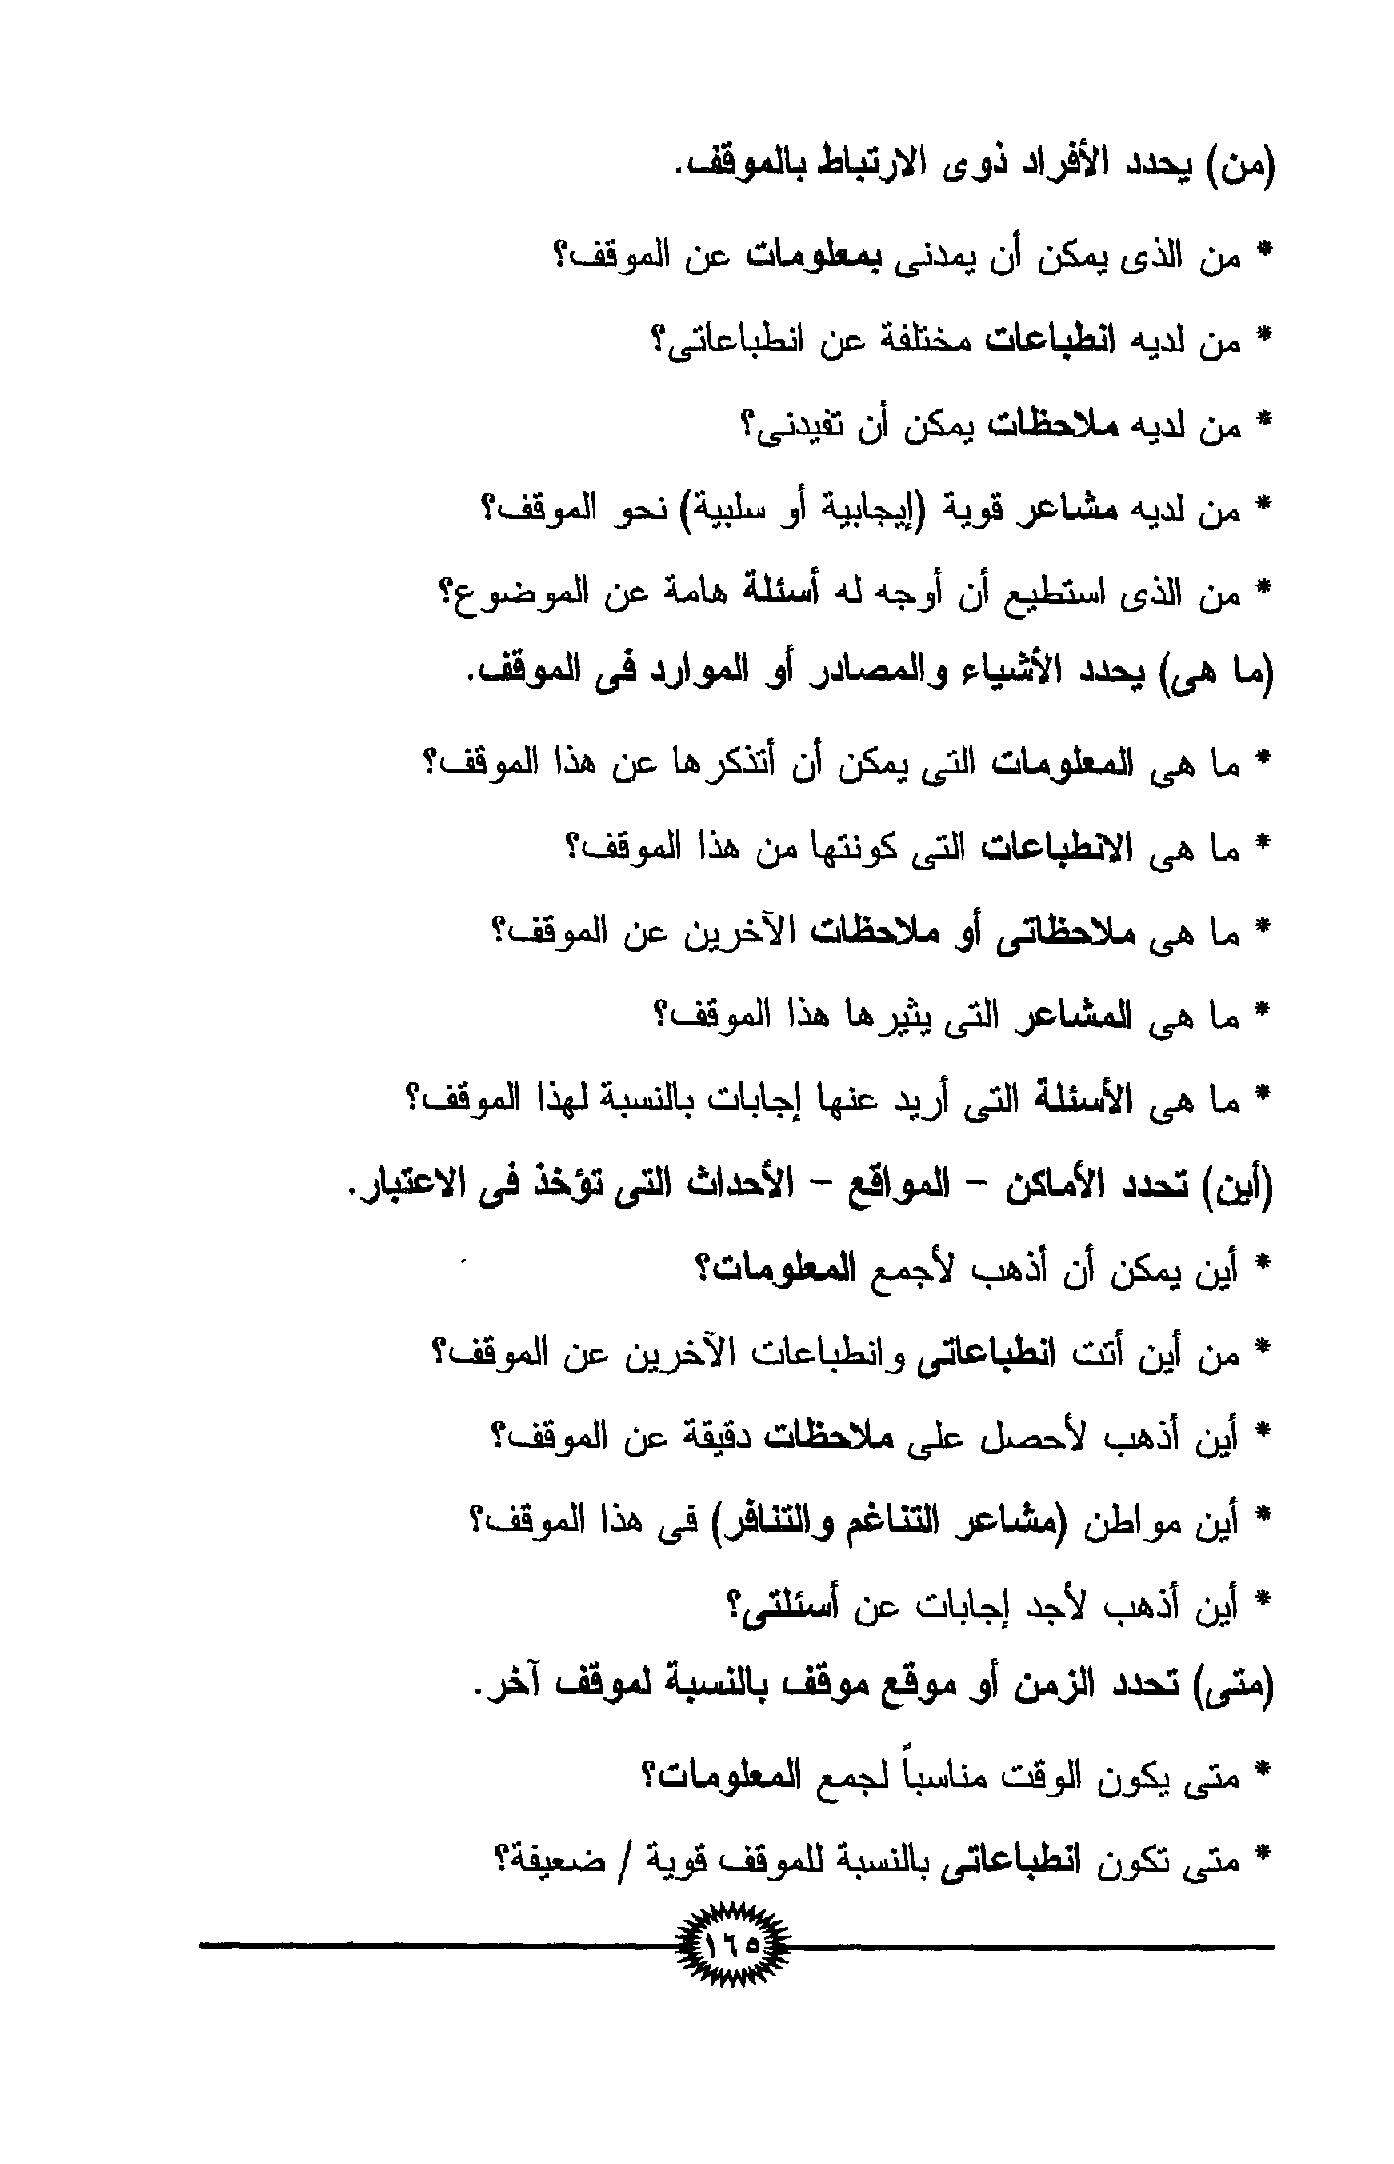 (من) يحدد الأفراد ذوى الارتباط بالموقف.
* من الذى يمكن أن يمدنى بمعلومات عن الموقف؟
* من لديه انطباعات مختلفة عن انطباعاتى؟
* من لديه ملاحظات يمكن أن تفيدنى؟
* من لديه مشاعر قوية (إيجابية أو سلبية) نحو الموقف؟
* من الذى استطيع أن أوجه له أسئلة هامة عن الموضوع؟
(ما هى) يحدد الأشياء والمصادر أو الموارد فى الموقف.
* ما هى المعلومات التى يمكن أن أتذكرها عن هذا الموقف؟
* ما هى الانطباعات التى كونتها من هذا الموقف؟
* ما هى ملاحظاتى أو ملاحظات الآخرين عن الموقف؟
* ما هى المشاعر التى يثيرها هذا الموقف؟
* ما هى الأسئلة التى أريد عنها إجابات بالنسبة لهذا الموقف؟
(أين) تحدد الأماكن - المواقع - الأحداث التى تؤخذ فى الاعتبار.
* أين يمكن أن أذهب لأجمع المعلومات؟
* من أين أتت انطباعاتى وانطباعات الآخرين عن الموقف؟
* أين أذهب لأحصل على ملاحظات دقيقة عن الموقف؟
* أين مواطن (مشاعر التناغم والتنافر) فى هذا الموقف؟
* أين أذهب لأجد إجابات عن أسئلتى؟
(متى) تحدد الزمن أو موقع موقف بالنسبة لموقف آخر.
* متى يكون الوقت مناسباً لجمع المعلومات؟
* متى تكون انطباعاتى بالنسبة للموقف قوية / ضعيفة؟
١٦٥